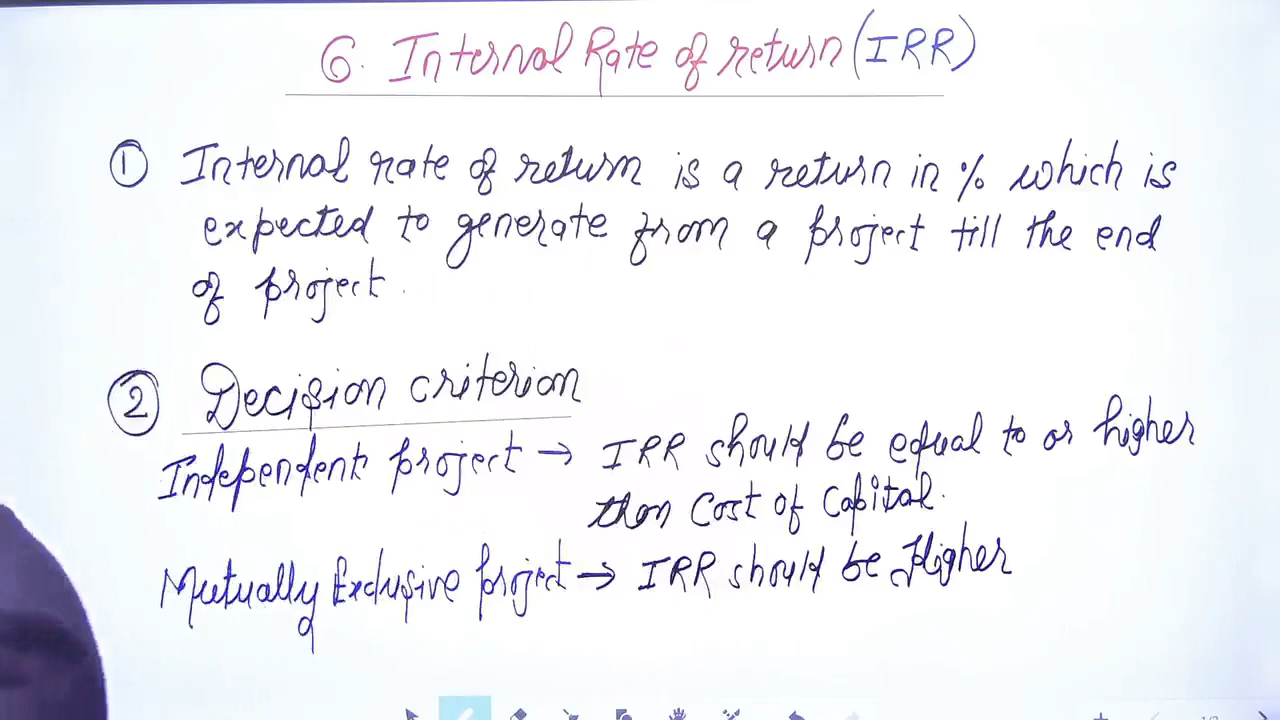 6. Internal Rate of return (IRR)
① Internal rate of return is a return in % which is
expected to generate from a project till the end
of project.
② Decision criterion
Independent project → IRR should be equal to or higher
then Cost of Capital.
Mutually Exclusive project → IRR should be Higher